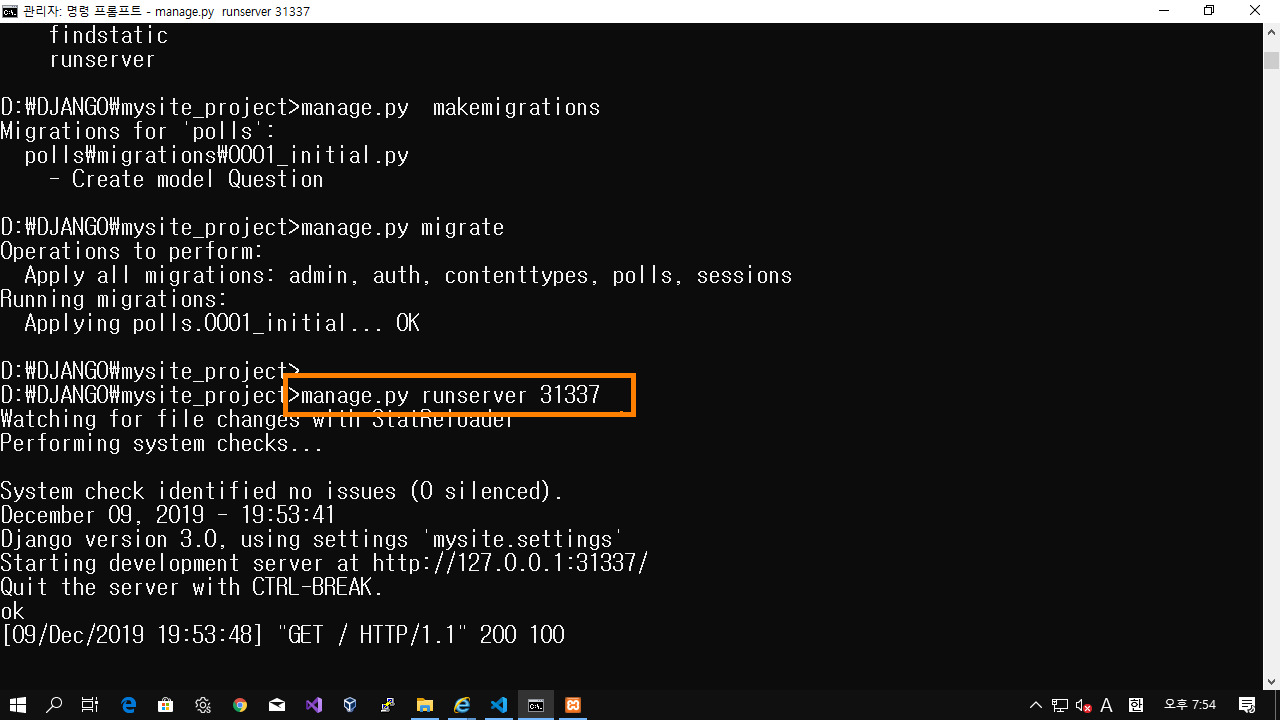 관리자: 명령 프롬프트 - manage.py  runserver 31337
findstatic
runserver
D:₩DJANGO₩mysite_project>manage.py  makemigrations
Migrations for 'polls':
polls₩migrations₩0001_initial.py
- Create model Question
D:₩DJANGO₩mysite_project>manage.py migrate
Operations to perform:
Apply all migrations: admin, auth, contenttypes, polls, sessions
Running migrations:
Applying polls.0001_initial... OK
D:₩DJANGO₩mysite_project>
D:₩DJANGO₩mysite_project>manage.py runserver 31337
Watching for file changes with StatReloader
Performing system checks...
System check identified no issues (0 silenced).
December 09, 2019 - 19:53:41
Django version 3.0, using settings 'mysite.settings'
Starting development server at http://127.0.0.1:31337/
Quit the server with CTRL-BREAK.
ok
[09/Dec/2019 19:53:48] "GET / HTTP/1.1" 200 100
A 한 오후 7:54